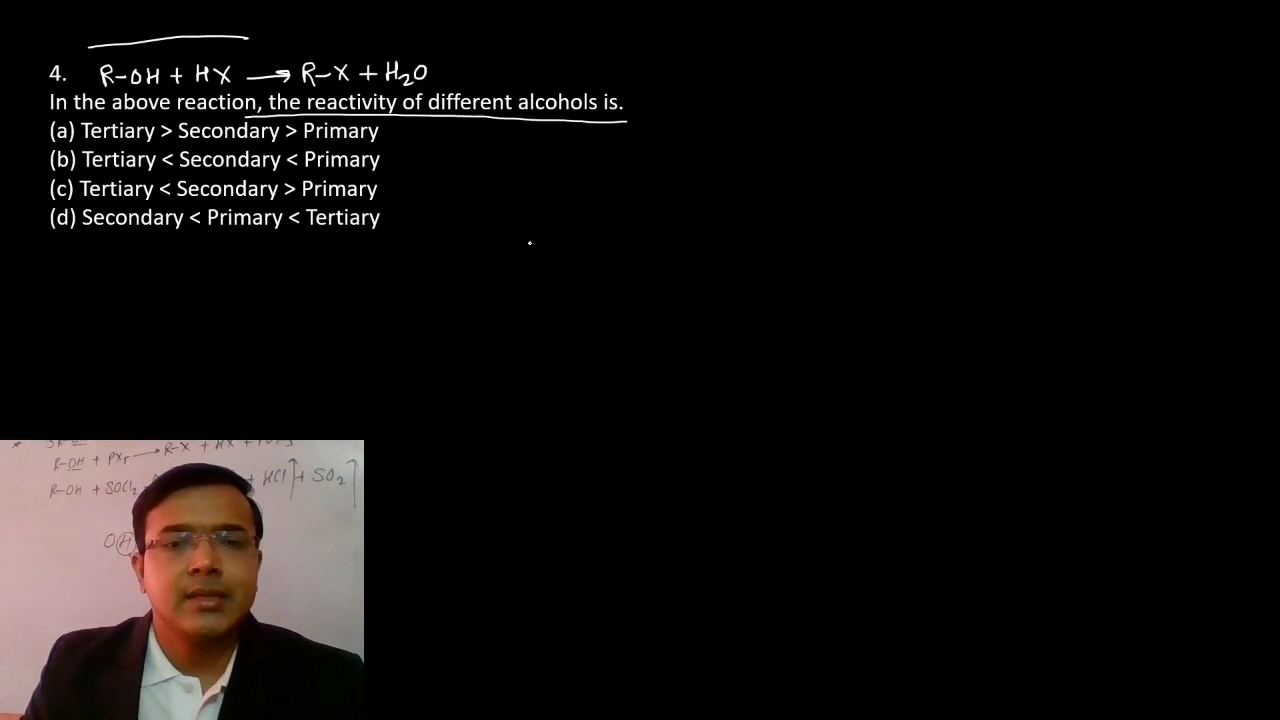 4. R-OH + HX ⟶ R-X + H₂O
In the above reaction, the reactivity of different alcohols is.
(a) Tertiary > Secondary > Primary
(b) Tertiary < Secondary < Primary
(c) Tertiary < Secondary > Primary
(d) Secondary < Primary < Tertiary
R-OH + PX₅ ⟶ R-X + HX +
R-OH + SOCl₂ + HCl + SO₂
OH